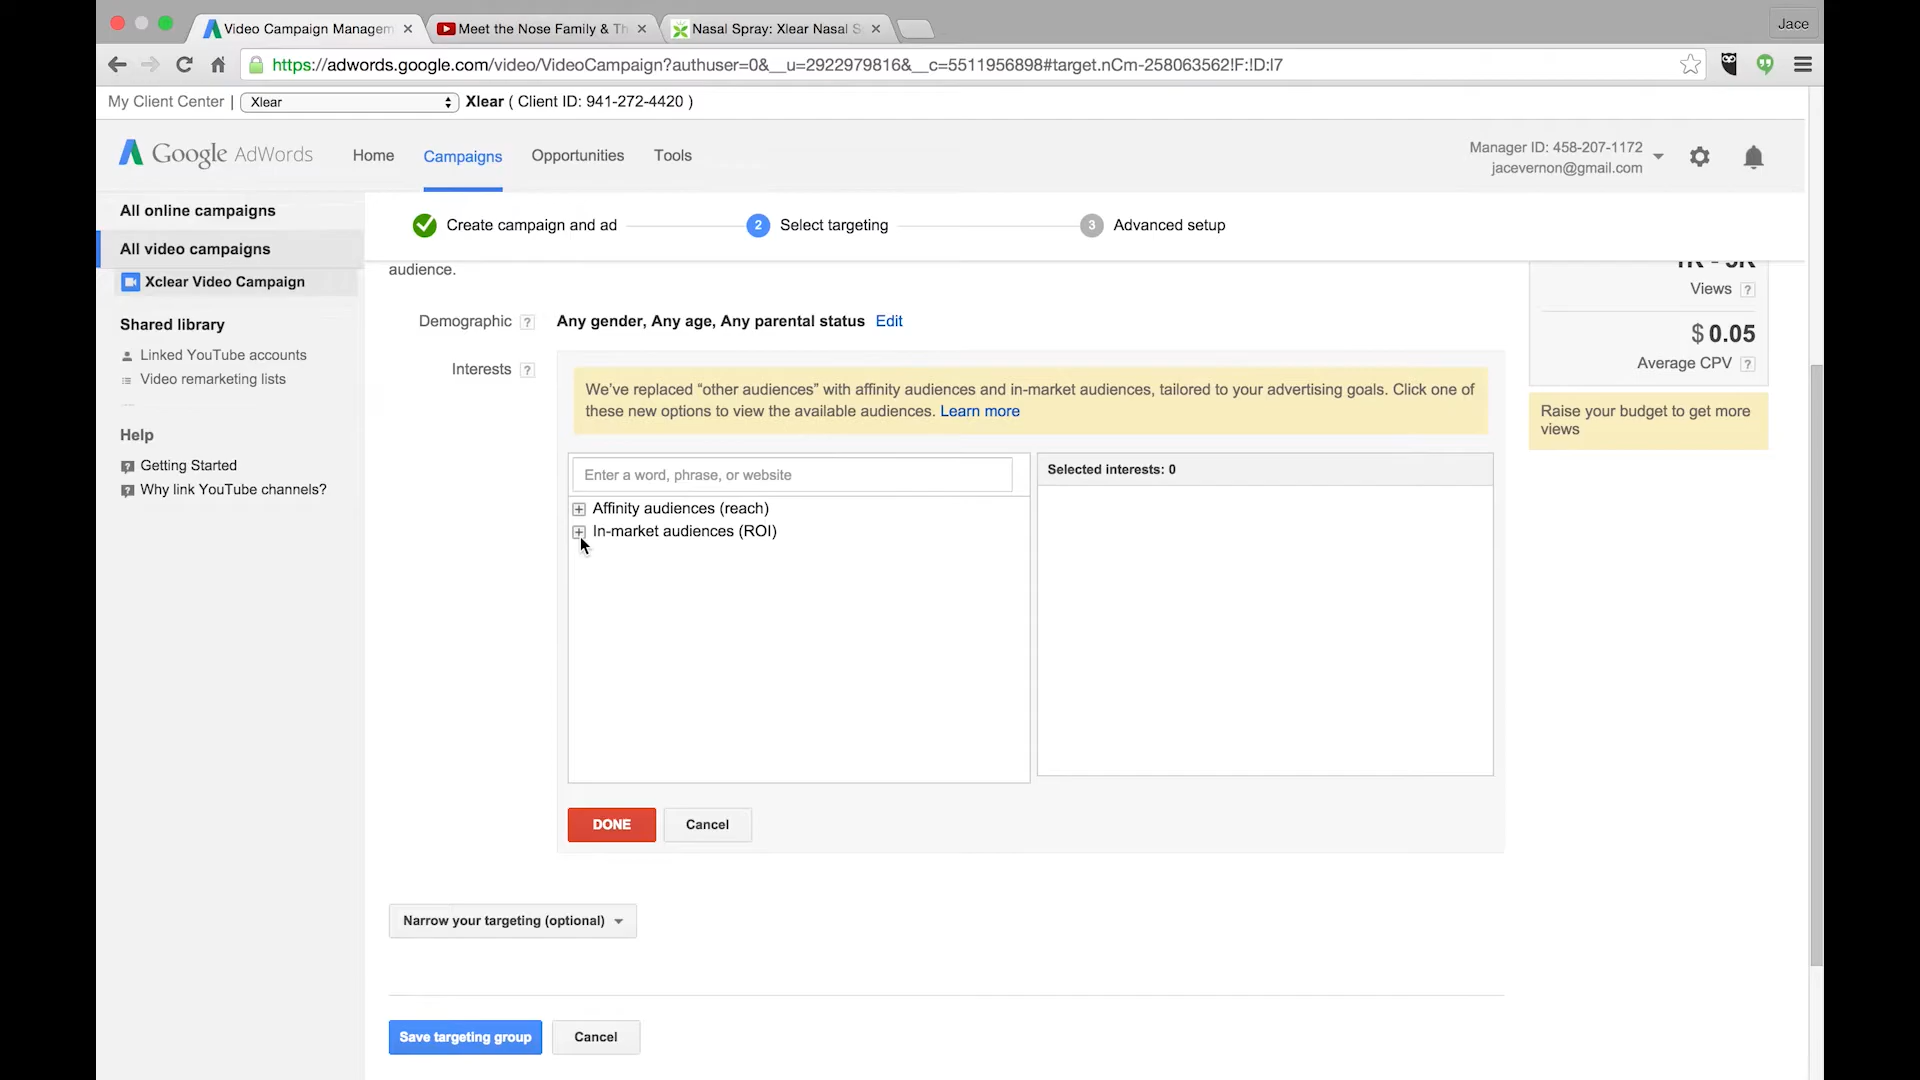 Video Campaign Managem
Meet the Nose Family & Th
Nasal Spray: Xlear Nasal S
Jace
https://adwords.google.com/video/VideoCampaign?authuser=0&__u=2922979816&__c=5511956898#target.nCm-258063562!F:!D:l7
My Client Center | Xlear Xlear ( Client ID: 941-272-4420 )
Google AdWords
Home
Campaigns
Opportunities
Tools
Manager ID: 458-207-1172
jacevernon@gmail.com
All online campaigns
All video campaigns
Xclear Video Campaign
Shared library
Linked YouTube accounts
Video remarketing lists
Help
Getting Started
Why link YouTube channels?
Create campaign and ad
2 Select targeting
3 Advanced setup
audience.
Demographic ? Any gender, Any age, Any parental status Edit
Interests ?
We've replaced “other audiences” with affinity audiences and in-market audiences, tailored to your advertising goals. Click one of
these new options to view the available audiences. Learn more
Enter a word, phrase, or website
Affinity audiences (reach)
In-market audiences (ROI)
Selected interests: 0
DONE
Cancel
Narrow your targeting (optional)
Save targeting group
Cancel
Views ?
$ 0.05
Average CPV ?
Raise your budget to get more
views